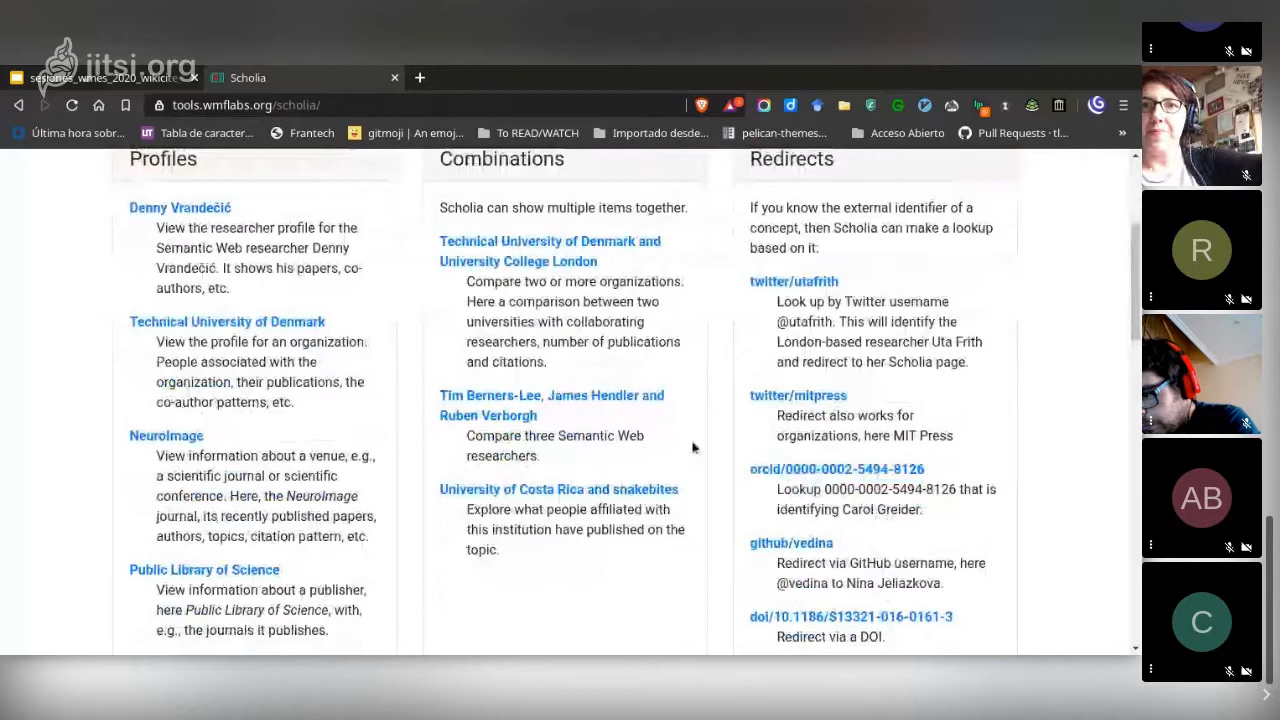 jitsi.org
sesiones_wmes_2020_wikicite
Scholia
tools.wmflabs.org/scholia/
Última hora sobr...
Tabla de caracter...
Frantech
gitmoji | An emoj...
To READ/WATCH
Importado desde...
pelican-themes...
Acceso Abierto
Pull Requests · tl...
Profiles
Denny Vrandečić
View the researcher profile for the
Semantic Web researcher Denny
Vrandečić. It shows his papers, co-
authors, etc.
Technical University of Denmark
View the profile for an organization.
People associated with the
organization, their publications, the
co-author patterns, etc.
NeuroImage
View information about a venue, e.g.,
a scientific journal or scientific
conference. Here, the NeuroImage
journal, its recently published papers,
authors, topics, citation pattern, etc.
Public Library of Science
View information about a publisher,
here Public Library of Science, with,
e.g., the journals it publishes.
Combinations
Scholia can show multiple items together.
Technical University of Denmark and
University College London
Compare two or more organizations.
Here a comparison between two
universities with collaborating
researchers, number of publications
and citations.
Tim Berners-Lee, James Hendler and
Ruben Verborgh
Compare three Semantic Web
researchers.
University of Costa Rica and snakebites
Explore what people affiliated with
this institution have published on the
topic.
Redirects
If you know the external identifier of a
concept, then Scholia can make a lookup
based on it:
twitter/utafrith
Look up by Twitter username
@utafrith. This will identify the
London-based researcher Uta Frith
and redirect to her Scholia page.
twitter/mitpress
Redirect also works for
organizations, here MIT Press
orcid/0000-0002-5494-8126
Lookup 0000-0002-5494-8126 that is
identifying Carol Greider.
github/vedina
Redirect via GitHub username, here
@vedina to Nina Jeliazkova.
doi/10.1186/S13321-016-0161-3
Redirect via a DOI.
R
AB
C